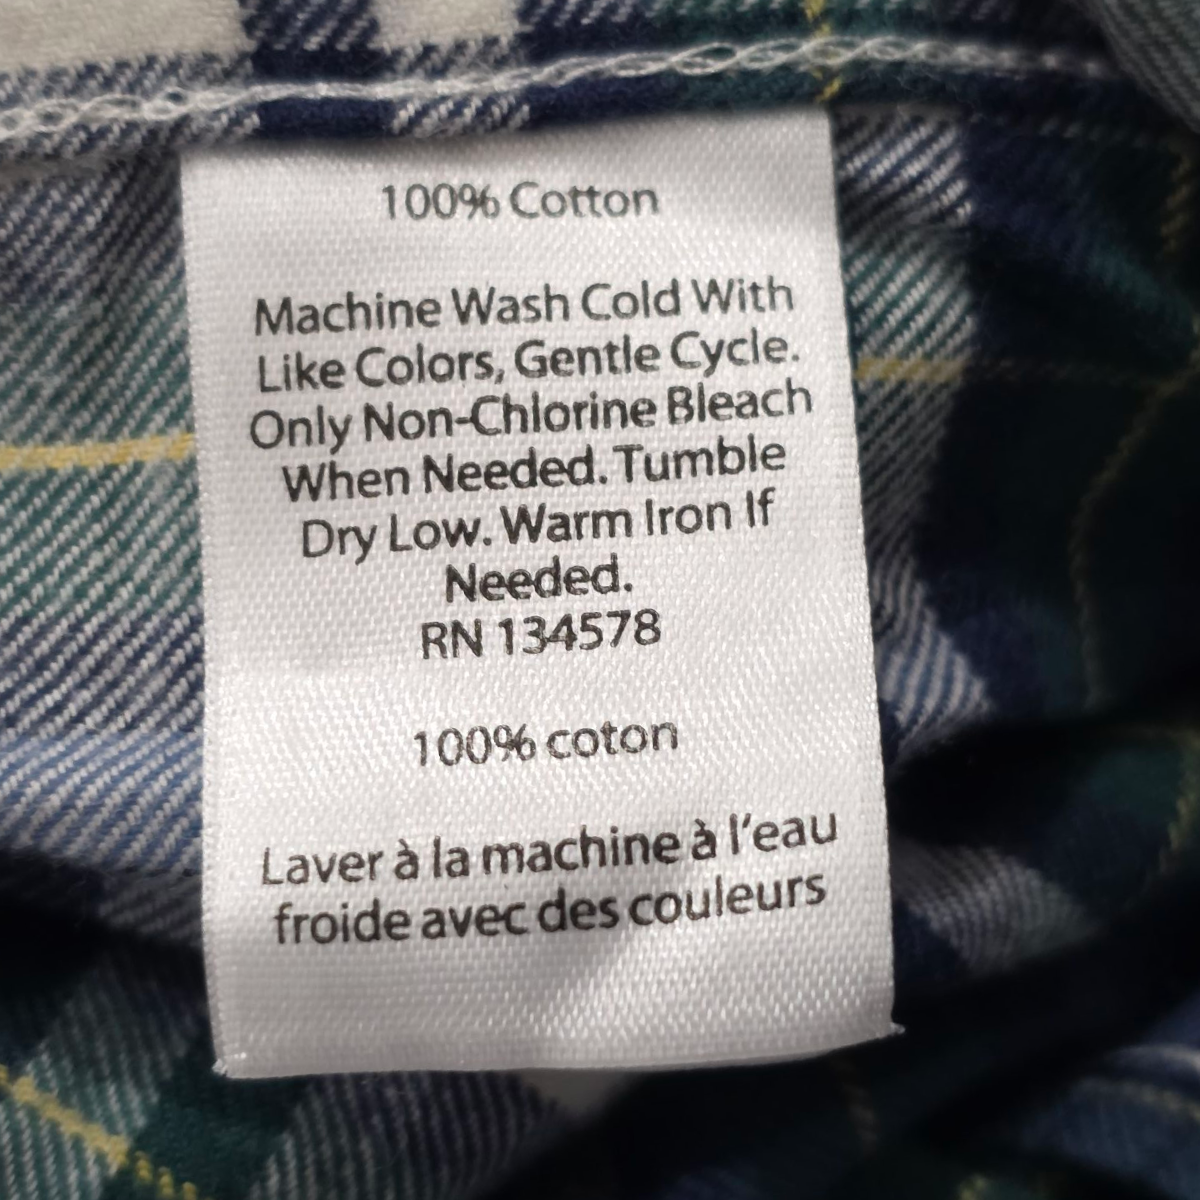 100% Cotton
Machine Wash Cold With
Like Colors, Gentle Cycle.
Only Non-Chlorine Bleach
When Needed. Tumble
Dry Low. Warm Iron If
Needed.
RN 134578
100% coton
Laver à la machine à l'eau
froide avec des couleurs